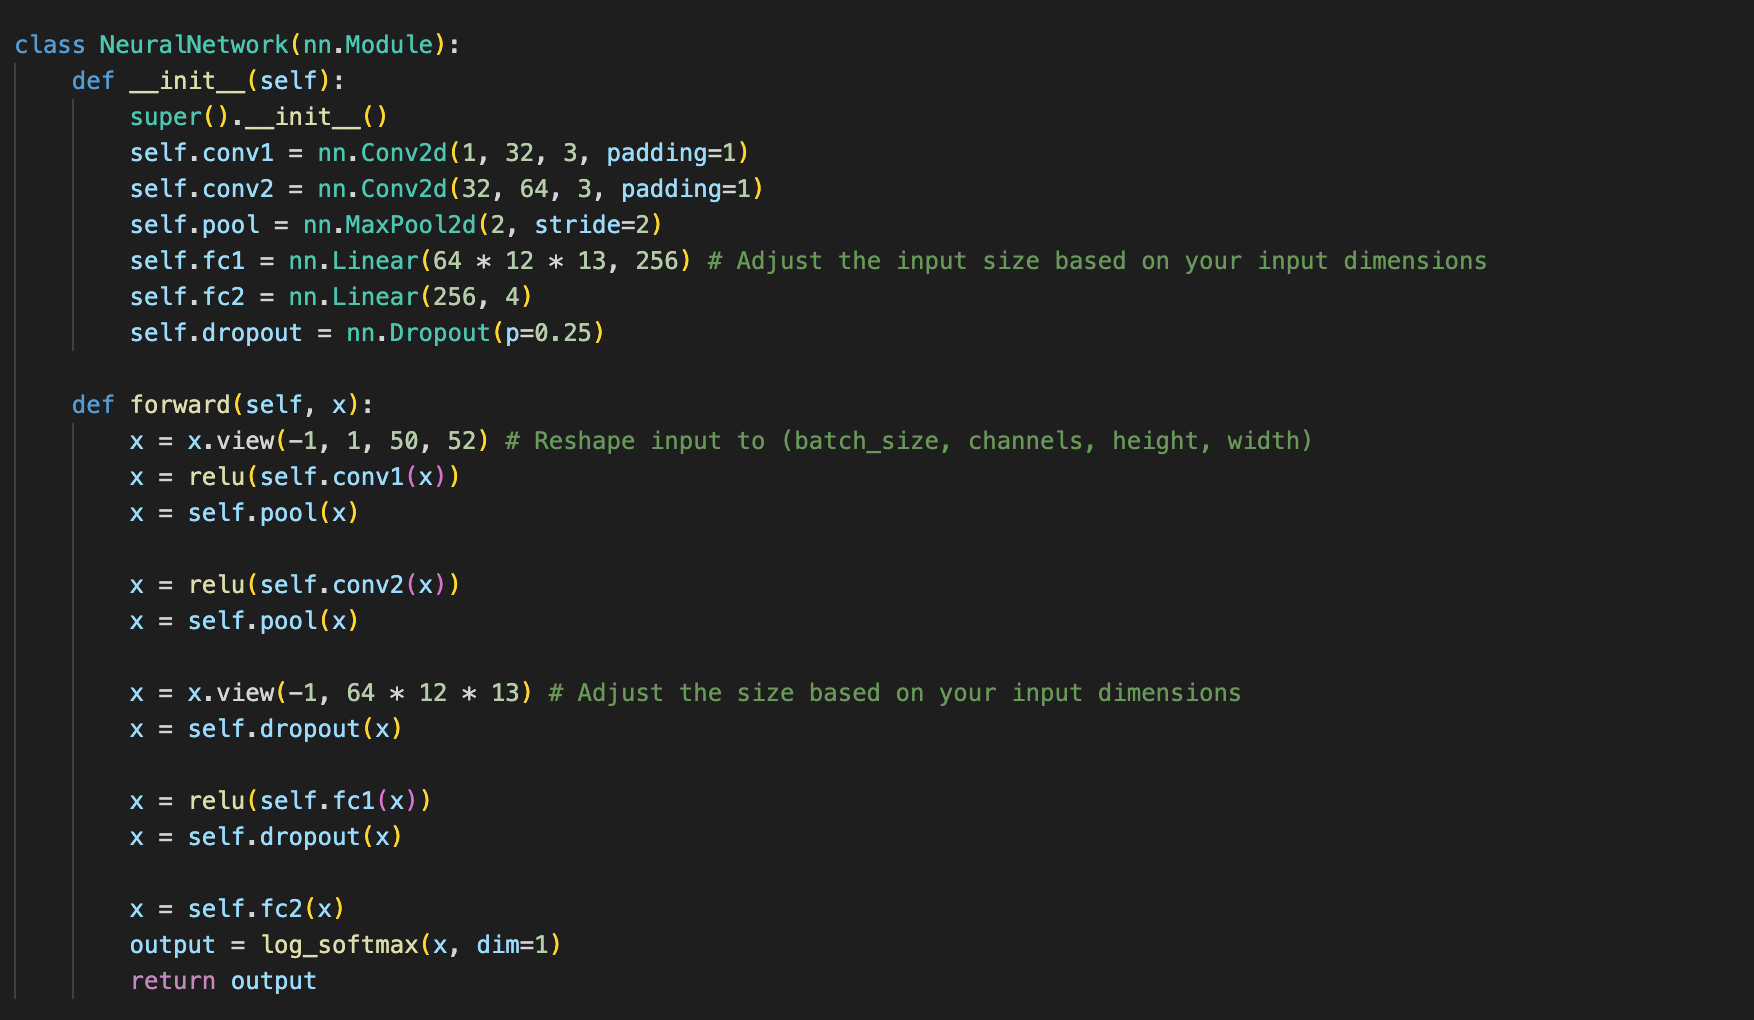 class NeuralNetwork(nn.Module):
    def __init__(self):
        super().__init__()
        self.conv1 = nn.Conv2d(1, 32, 3, padding=1)
        self.conv2 = nn.Conv2d(32, 64, 3, padding=1)
        self.pool = nn.MaxPool2d(2, stride=2)
        self.fc1 = nn.Linear(64 * 12 * 13, 256) # Adjust the input size based on your input dimensions
        self.fc2 = nn.Linear(256, 4)
        self.dropout = nn.Dropout(p=0.25)

    def forward(self, x):
        x = x.view(-1, 1, 50, 52) # Reshape input to (batch_size, channels, height, width)
        x = relu(self.conv1(x))
        x = self.pool(x)

        x = relu(self.conv2(x))
        x = self.pool(x)

        x = x.view(-1, 64 * 12 * 13) # Adjust the size based on your input dimensions
        x = self.dropout(x)

        x = relu(self.fc1(x))
        x = self.dropout(x)

        x = self.fc2(x)
        output = log_softmax(x, dim=1)
        return output